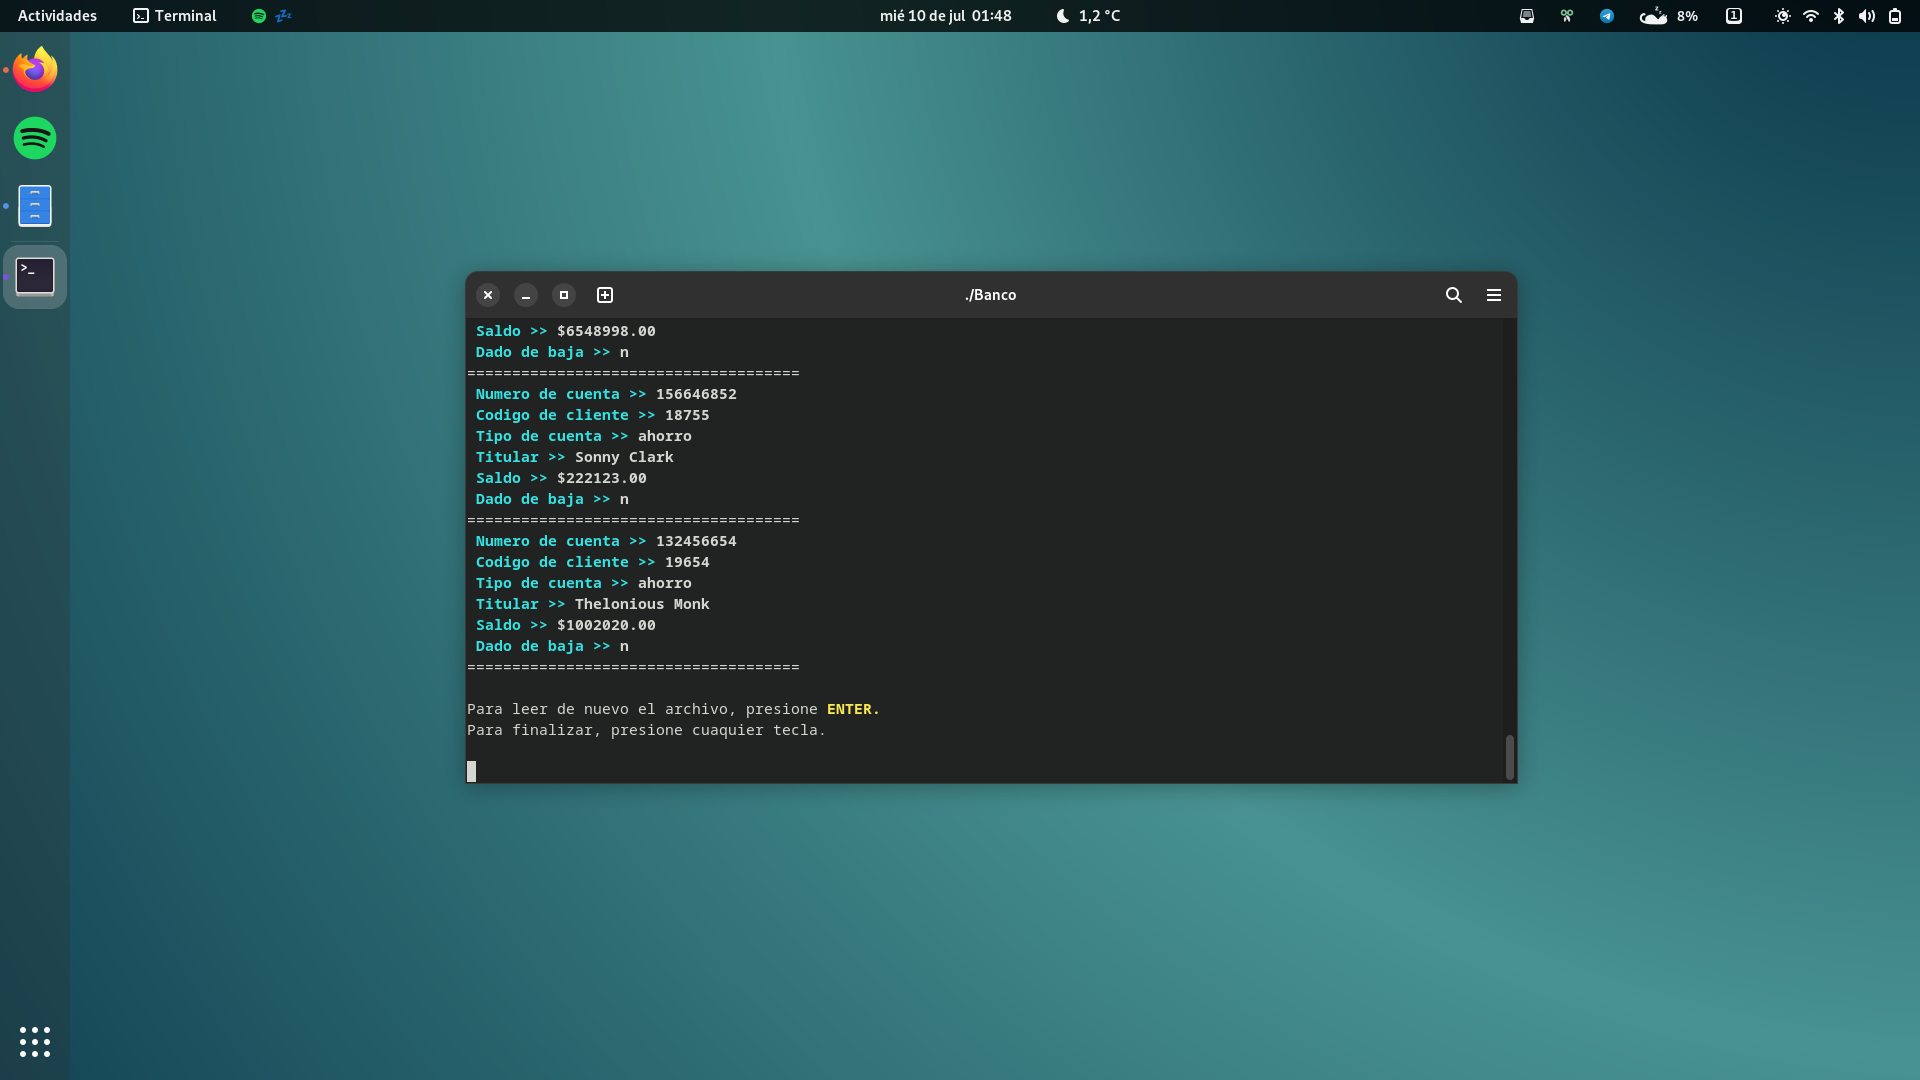 Actividades Terminal mié 10 de jul 01:48 1,2 °C 8% 1
./Banco
Saldo >> $6548998.00
Dado de baja >> n
=====================================
Numero de cuenta >> 156646852
Codigo de cliente >> 18755
Tipo de cuenta >> ahorro
Titular >> Sonny Clark
Saldo >> $222123.00
Dado de baja >> n
=====================================
Numero de cuenta >> 132456654
Codigo de cliente >> 19654
Tipo de cuenta >> ahorro
Titular >> Thelonious Monk
Saldo >> $1002020.00
Dado de baja >> n
=====================================
Para leer de nuevo el archivo, presione ENTER.
Para finalizar, presione cuaquier tecla.